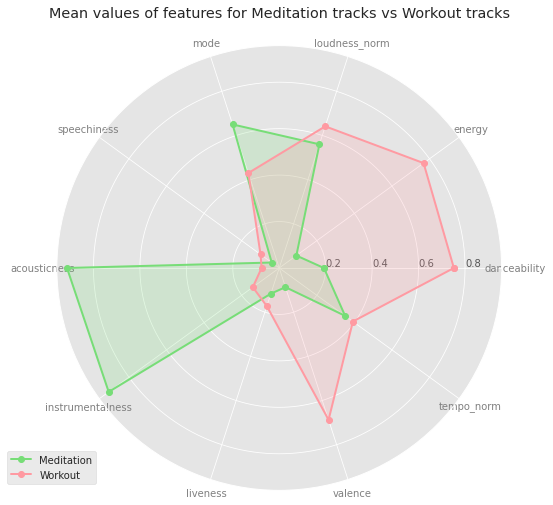 Mean values of features for Meditation tracks vs Workout tracks
mode
loudness_norm
speechiness
energy
acousticness
0.2
0.4
0.6
0.8
danceability
instrumentalness
tempo_norm
liveness
valence
Meditation
Workout